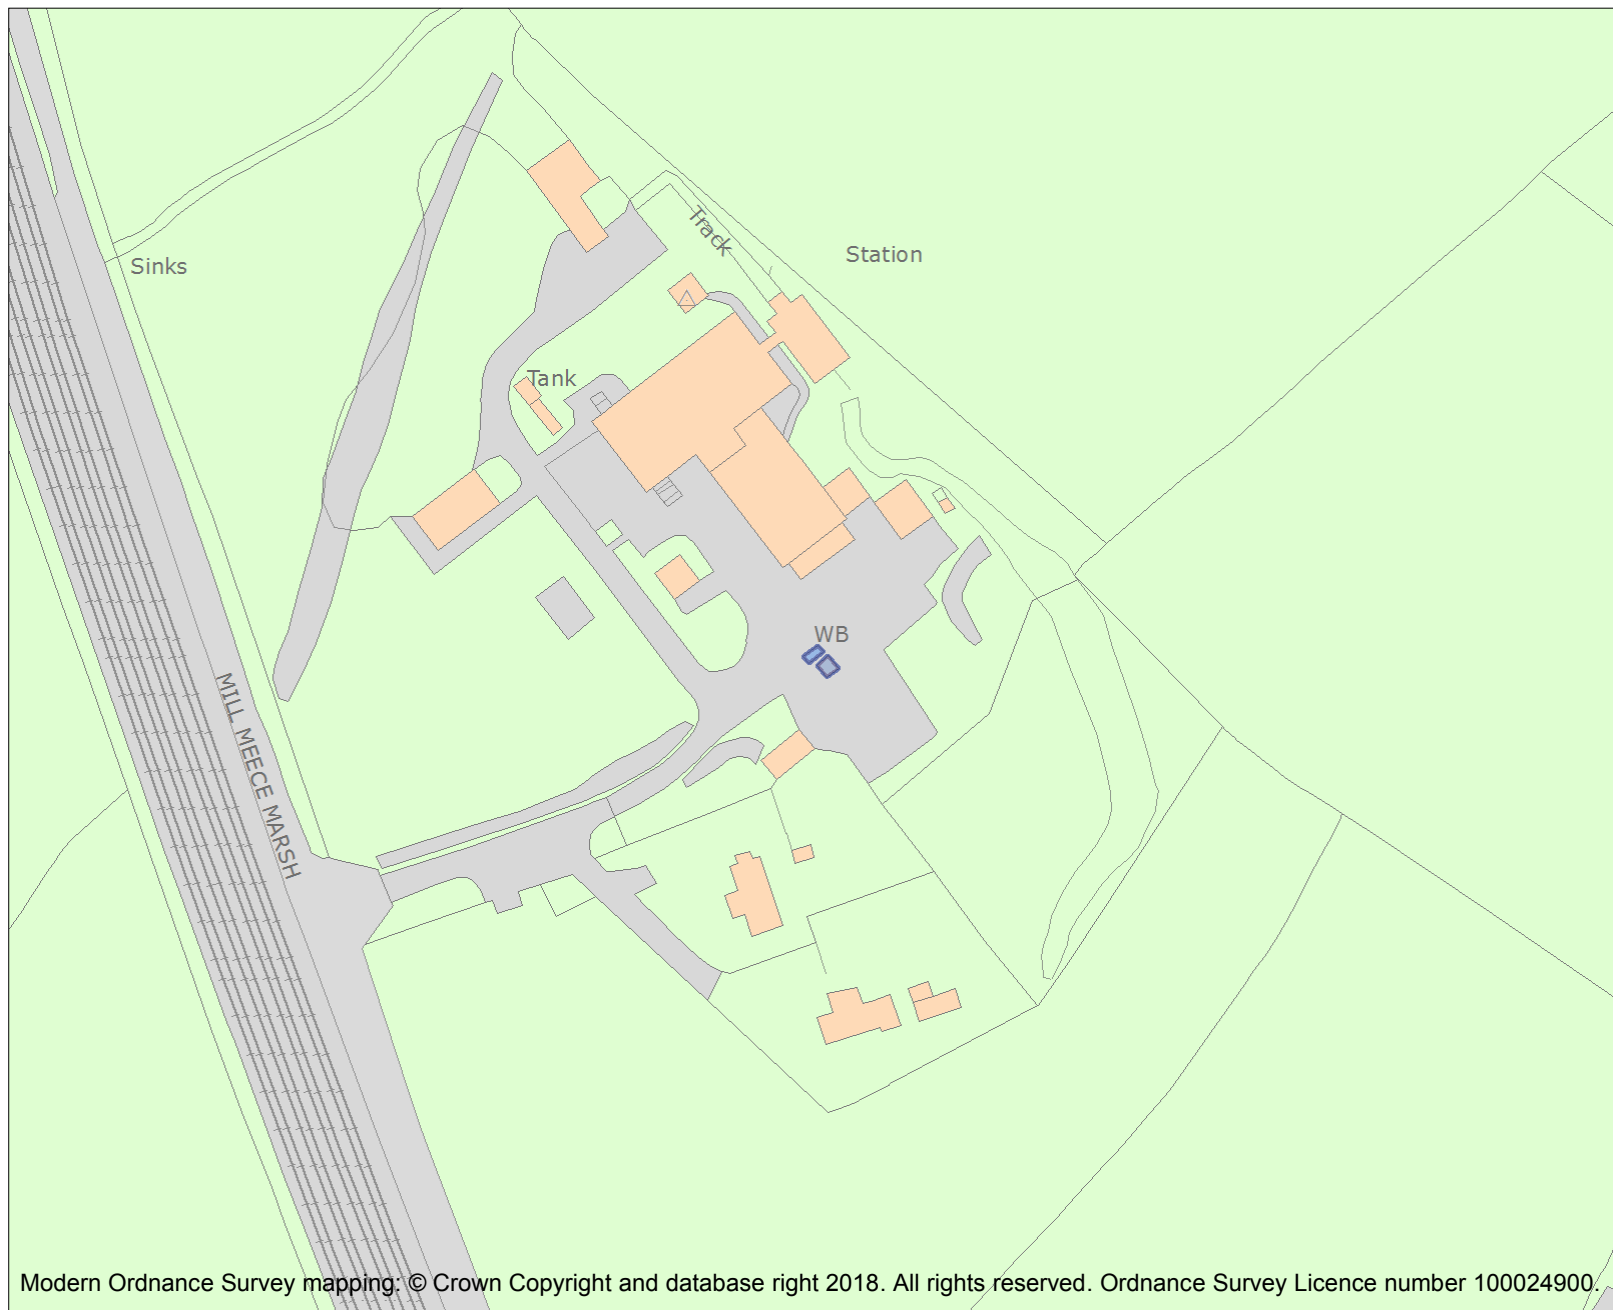 Track
Station
Sinks
Tank
WB
MILL MEECE MARSH
Modern Ordnance Survey mapping: © Crown Copyright and database right 2018. All rights reserved. Ordnance Survey Licence number 100024900.